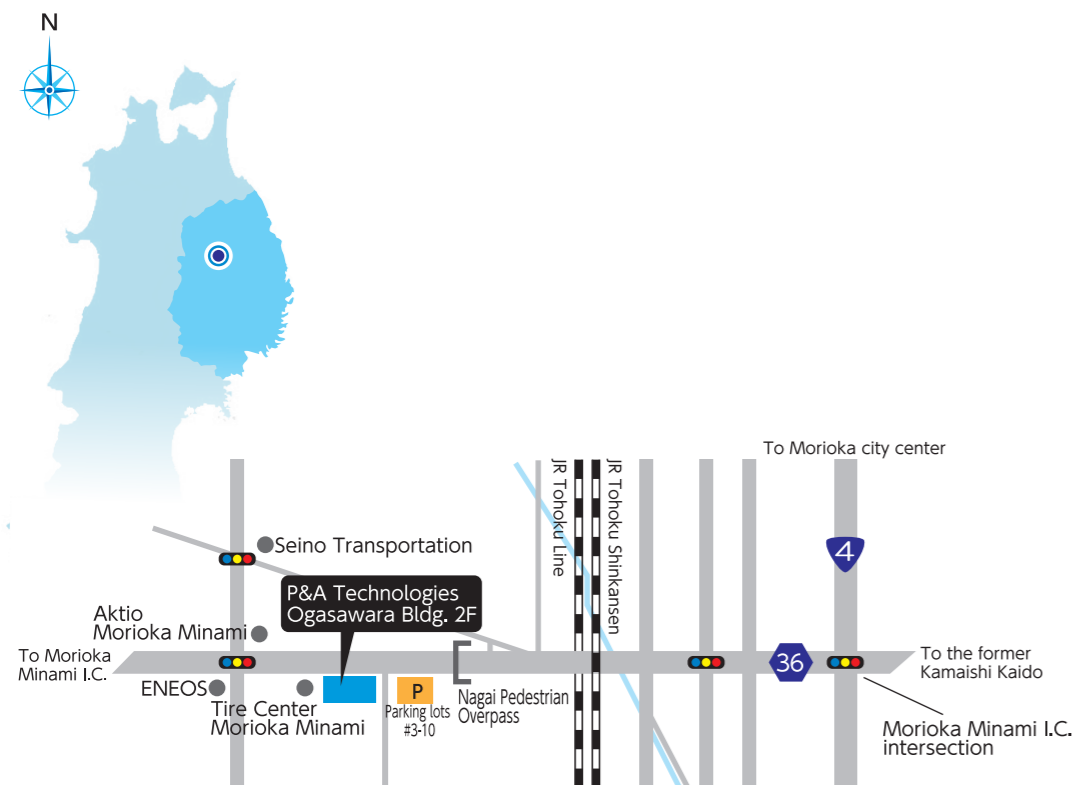 N
To Morioka city center
JR Tohoku Line
JR Tohoku Shinkansen
4
Seino Transportation
P&A Technologies
Ogasawara Bldg. 2F
Aktio
Morioka Minami
To Morioka
Minami I.C.
36
To the former
Kamaishi Kaido
ENEOS
Tire Center
Morioka Minami
P
Parking lots
#3-10
Nagai Pedestrian
Overpass
Morioka Minami I.C.
intersection